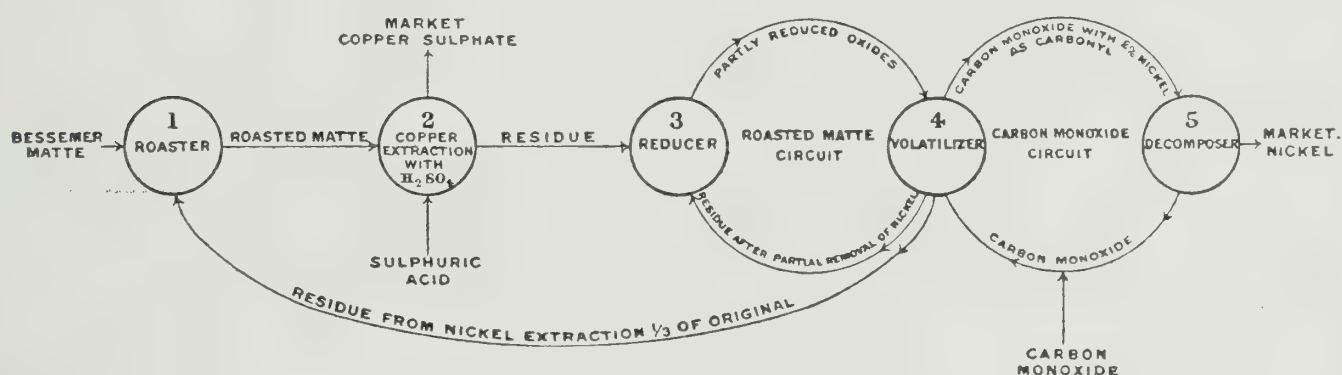 MARKET
COPPER SULPHATE
BESSEMER
MATTE
1
ROASTER
ROASTED MATTE
2
COPPER
EXTRACTION
WITH
H2SO4
SULPHURIC
ACID
RESIDUE
3
REDUCER
PARTLY REDUCED OXIDES
ROASTED MATTE
CIRCUIT
RESIDUE AFTER PARTIAL REMOVAL OF NICKEL
4
VOLATILIZER
CARBON MONOXIDE WITH NICKEL
AS CARBONYL
CARBON MONOXIDE
CIRCUIT
5
DECOMPOSER
MARKET.
NICKEL
CARBON MONOXIDE
CARBON
MONOXIDE
RESIDUE FROM NICKEL EXTRACTION 1/3 OF ORIGINAL